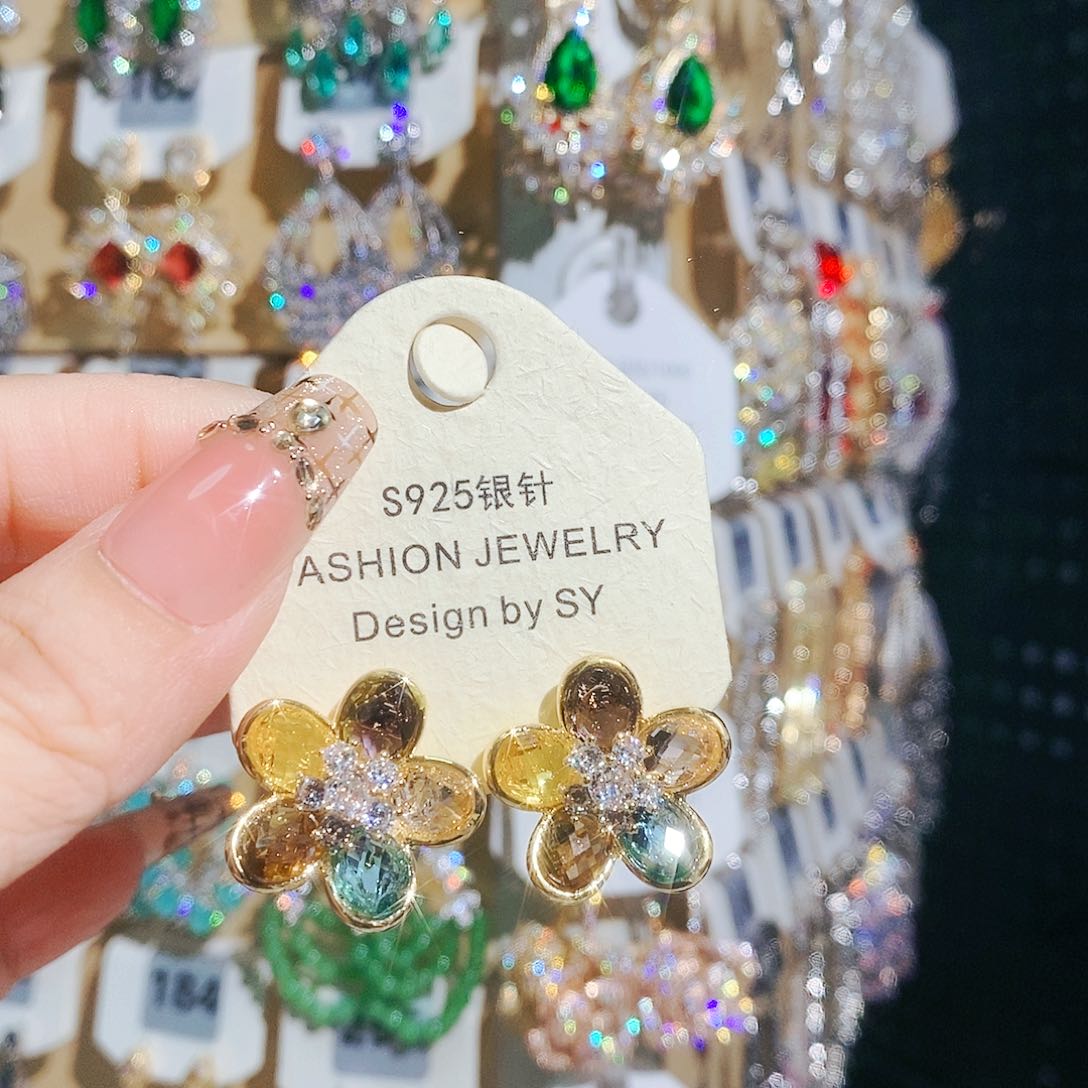 S925银针
ASHION JEWELRY
Design by SY
184